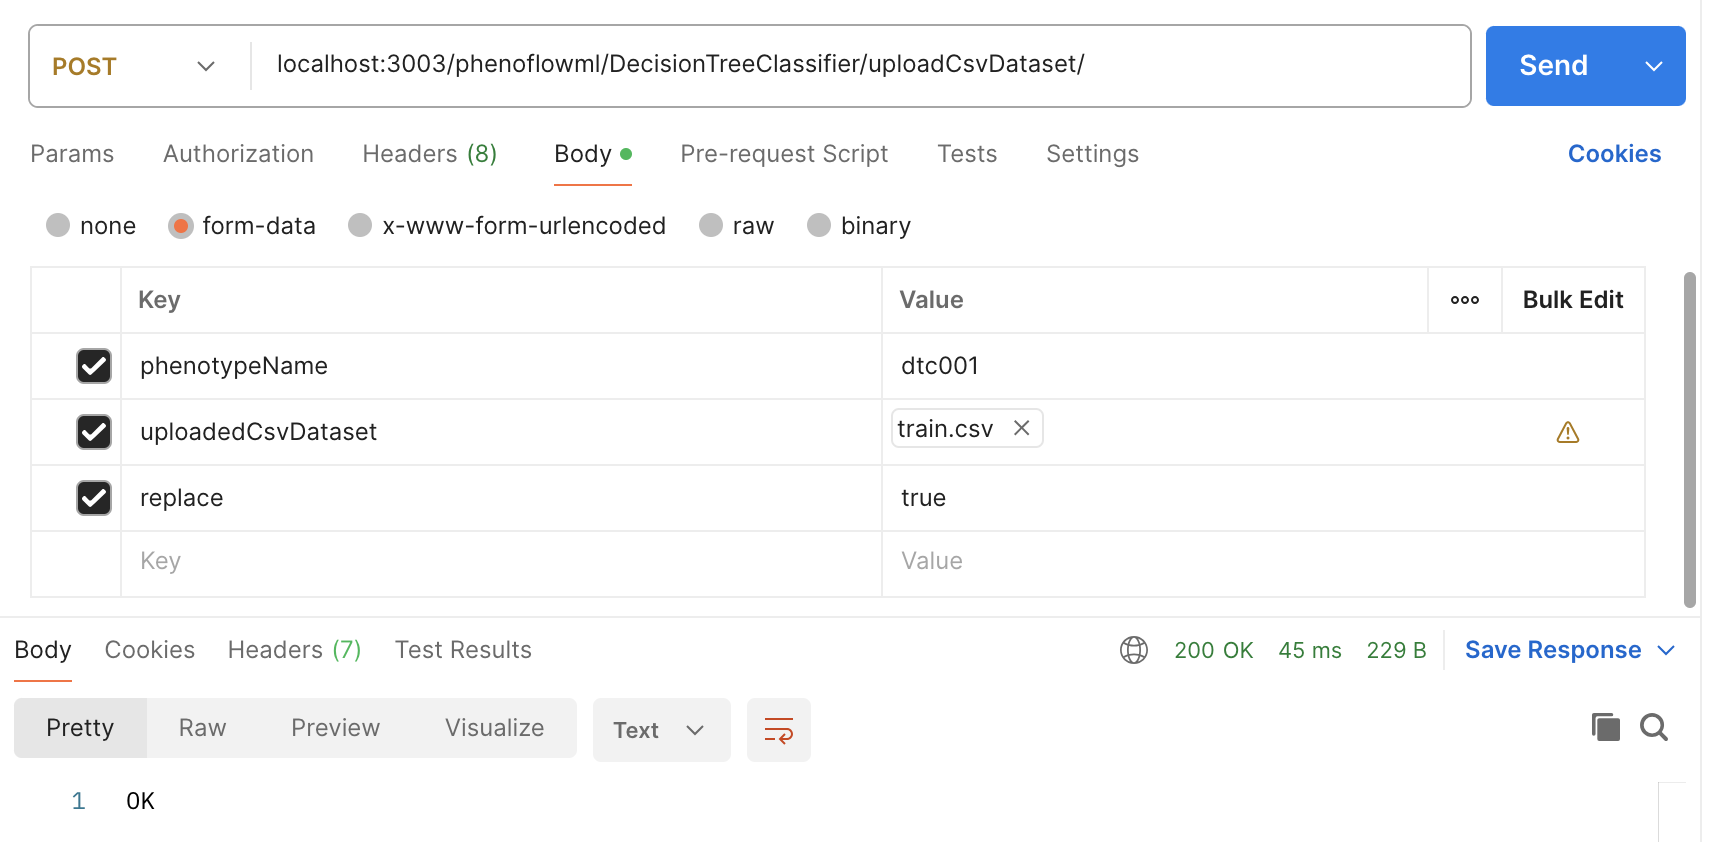 POST localhost:3003/phenoflowml/DecisionTreeClassifier/uploadCsvDataset/ Send
Params Authorization Headers (8) Body Pre-request Script Tests Settings Cookies
none form-data x-www-form-urlencoded raw binary
Key Value Bulk Edit
phenotypeName dtc001
uploadedCsvDataset train.csv
replace true
Key Value
Body Cookies Headers (7) Test Results 200 OK 45 ms 229 B Save Response
Pretty Raw Preview Visualize Text
1 OK